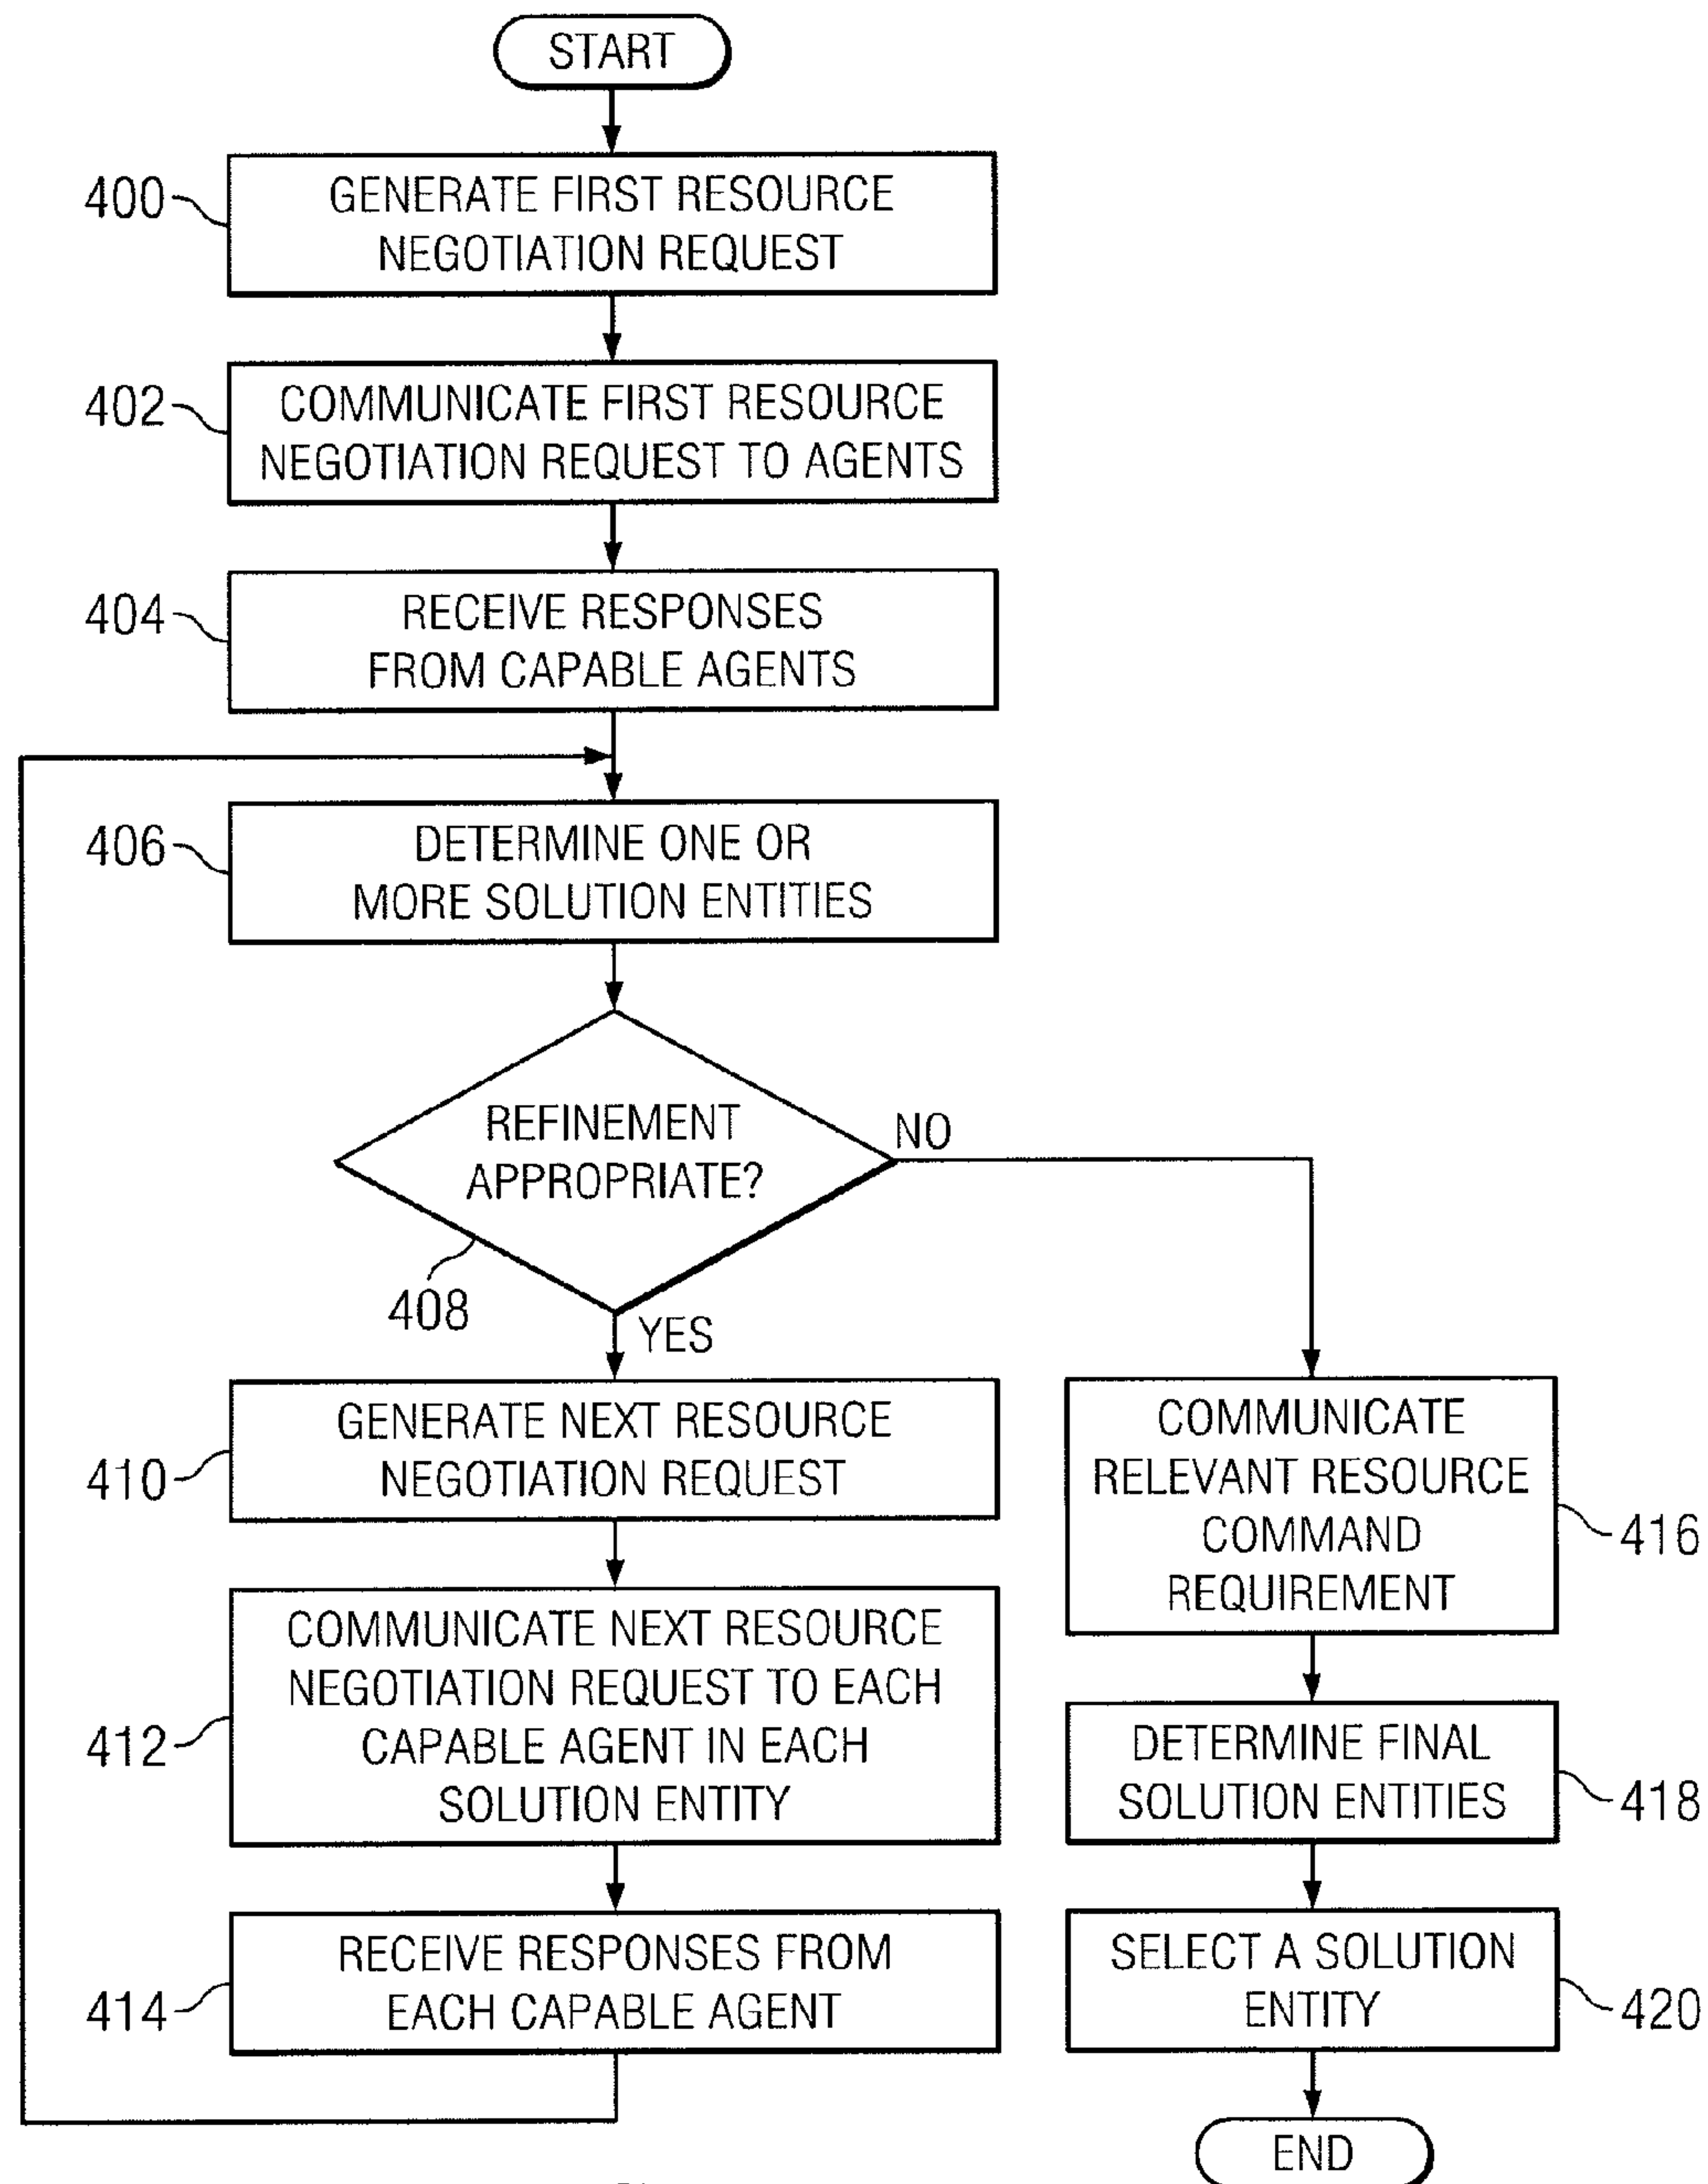 START
400
GENERATE FIRST RESOURCE
NEGOTIATION REQUEST
402
COMMUNICATE FIRST RESOURCE
NEGOTIATION REQUEST TO AGENTS
404
RECEIVE RESPONSES
FROM CAPABLE AGENTS
406
DETERMINE ONE OR
MORE SOLUTION ENTITIES
REFINEMENT
APPROPRIATE?
NO
408
YES
410
GENERATE NEXT RESOURCE
NEGOTIATION REQUEST
412
COMMUNICATE NEXT RESOURCE
NEGOTIATION REQUEST TO EACH
CAPABLE AGENT IN EACH
SOLUTION ENTITY
414
RECEIVE RESPONSES FROM
EACH CAPABLE AGENT
COMMUNICATE
RELEVANT RESOURCE
COMMAND
REQUIREMENT
416
DETERMINE FINAL
SOLUTION ENTITIES
418
SELECT A SOLUTION
ENTITY
420
END